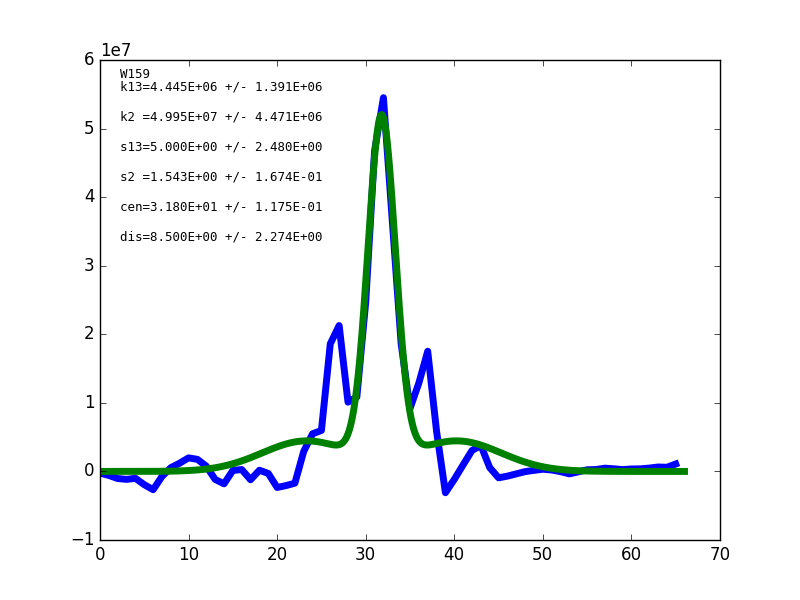 1e7
6
W159
k13=4.445E+06 +/- 1.391E+06
5
k2 =4.995E+07 +/- 4.471E+06
s13=5.000E+00 +/- 2.480E+00
4
s2 =1.543E+00 +/- 1.674E-01
cen=3.180E+01 +/- 1.175E-01
dis=8.500E+00 +/- 2.274E+00
3
2
1
0
−1
0 10 20 30 40 50 60 70